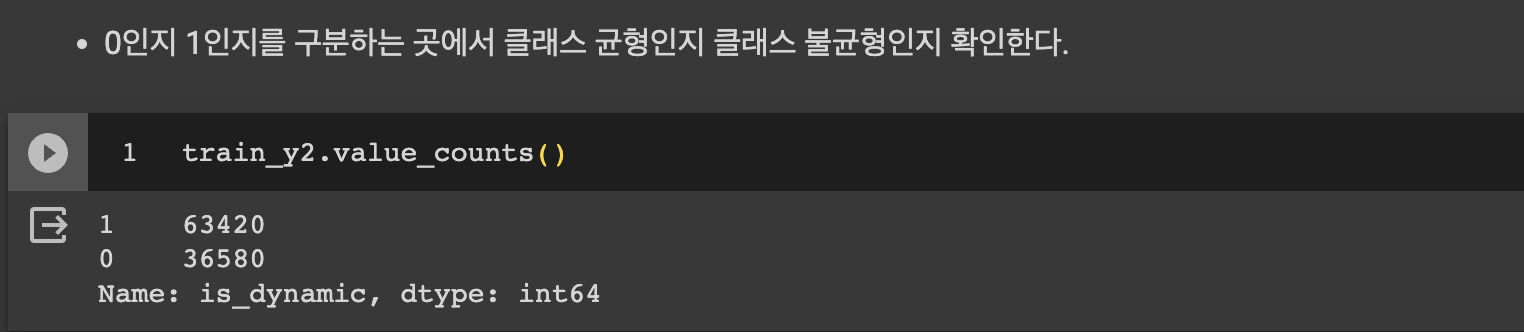 • 0인지 1인지를 구분하는 곳에서 클래스 균형인지 클래스 불균형인지 확인한다.
1 train_y2.value_counts()
1    63420
0    36580
Name: is_dynamic, dtype: int64